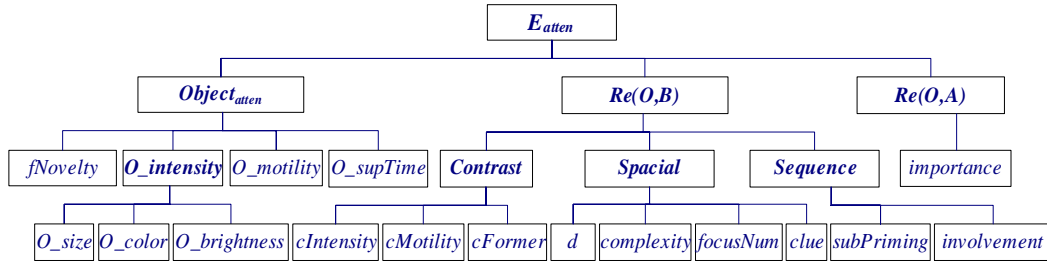 E_atten
Object_atten Re(O,B) Re(O,A)
fNovelty O_intensity O_motility O_supTime Contrast Spacial Sequence importance
O_size O_color O_brightness cIntensity cMotility cFormer d complexity focusNum clue subPriming involvement